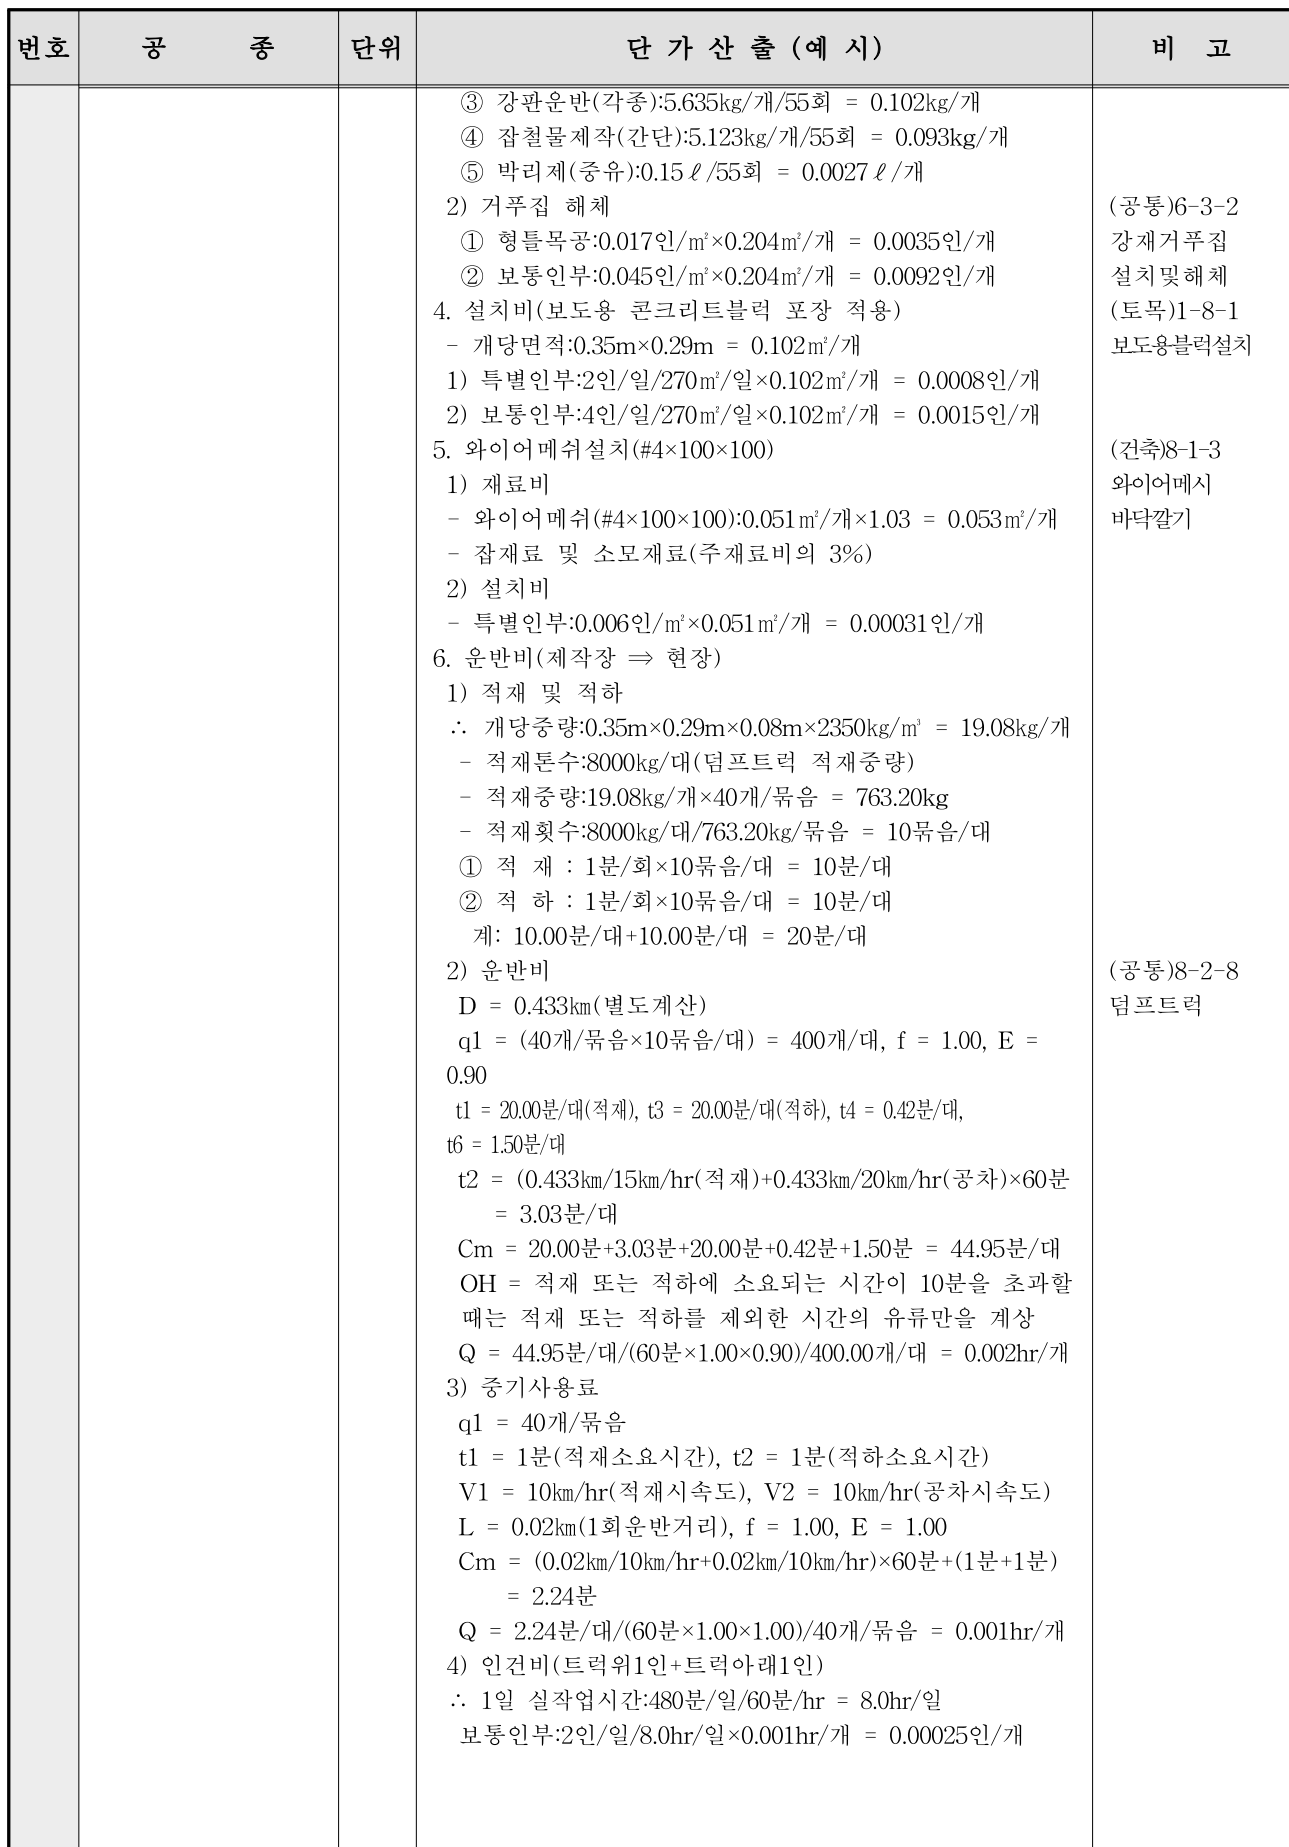 번호 공 종 단위 단 가 산 출 (예 시) 비 고
③ 강판운반(각종):5.635kg/개/55회 = 0.102kg/개
④ 잡철물제작(간단):5.123kg/개/55회 = 0.093kg/개
⑤ 박리제(중유):0.15ℓ/55회 = 0.0027ℓ/개
2) 거푸집 해체 (공통)6-3-2
① 형틀목공:0.017인/㎡×0.204㎡/개 = 0.0035인/개 강재거푸집
② 보통인부:0.045인/㎡×0.204㎡/개 = 0.0092인/개 설치및해체
4. 설치비(보도용 콘크리트블럭 포장 적용) (토목)1-8-1
- 개당면적:0.35m×0.29m = 0.102㎡/개 보도용블럭설치
1) 특별인부:2인/일/270㎡/일×0.102㎡/개 = 0.0008인/개
2) 보통인부:4인/일/270㎡/일×0.102㎡/개 = 0.0015인/개
5. 와이어메쉬설치(#4×100×100) (건축)8-1-3
1) 재료비 와이어메시
- 와이어메쉬(#4×100×100):0.051㎡/개×1.03 = 0.053㎡/개 바닥깔기
- 잡재료 및 소모재료(주재료비의 3%)
2) 설치비
- 특별인부:0.006인/㎡×0.051㎡/개 = 0.00031인/개
6. 운반비(제작장 ⇒ 현장)
1) 적재 및 적하
∴ 개당중량:0.35m×0.29m×0.08m×2350kg/㎥ = 19.08kg/개
- 적재톤수:8000kg/대(덤프트럭 적재중량)
- 적재중량:19.08kg/개×40개/묶음 = 763.20kg
- 적재횟수:8000kg/대/763.20kg/묶음 = 10묶음/대
① 적 재 : 1분/회×10묶음/대 = 10분/대
② 적 하 : 1분/회×10묶음/대 = 10분/대
계: 10.00분/대+10.00분/대 = 20분/대
2) 운반비 (공통)8-2-8
D = 0.433㎞(별도계산) 덤프트럭
q1 = (40개/묶음×10묶음/대) = 400개/대, f = 1.00, E =
0.90
t1 = 20.00분/대(적재), t3 = 20.00분/대(적하), t4 = 0.42분/대,
t6 = 1.50분/대
t2 = (0.433㎞/15㎞/hr(적재)+0.433㎞/20㎞/hr(공차)×60분
= 3.03분/대
Cm = 20.00분+3.03분+20.00분+0.42분+1.50분 = 44.95분/대
OH = 적재 또는 적하에 소요되는 시간이 10분을 초과할
때는 적재 또는 적하를 제외한 시간의 유류만을 계상
Q = 44.95분/대/(60분×1.00×0.90)/400.00개/대 = 0.002hr/개
3) 중기사용료
q1 = 40개/묶음
t1 = 1분(적재소요시간), t2 = 1분(적하소요시간)
V1 = 10㎞/hr(적재시속도), V2 = 10㎞/hr(공차시속도)
L = 0.02㎞(1회운반거리), f = 1.00, E = 1.00
Cm = (0.02㎞/10㎞/hr+0.02㎞/10㎞/hr)×60분+(1분+1분)
= 2.24분
Q = 2.24분/대/(60분×1.00×1.00)/40개/묶음 = 0.001hr/개
4) 인건비(트럭위1인+트럭아래1인)
∴ 1일 실작업시간:480분/일/60분/hr = 8.0hr/일
보통인부:2인/일/8.0hr/일×0.001hr/개 = 0.00025인/개